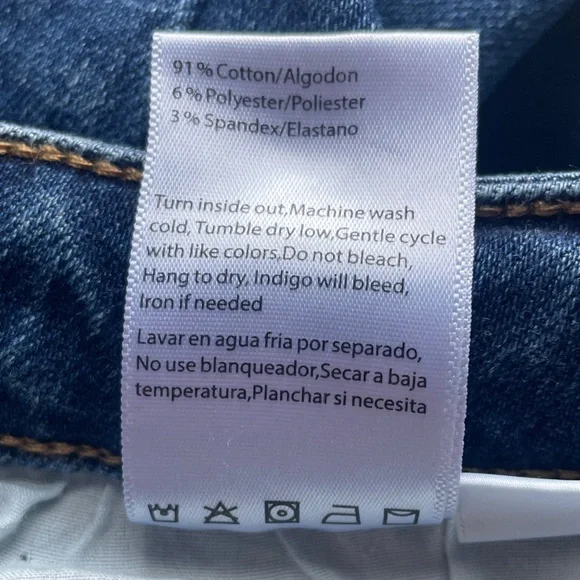 91 % Cotton/Algodon
6 % Polyester/Poliester
3 % Spandex/Elastano
Turn inside out,Machine wash
cold, Tumble dry low,Gentle cycle
with like colors,Do not bleach,
Hang to dry, Indigo will bleed,
Iron if needed
Lavar en agua fria por separado,
No use blanqueador,Secar a baja
temperatura,Planchar si necesita